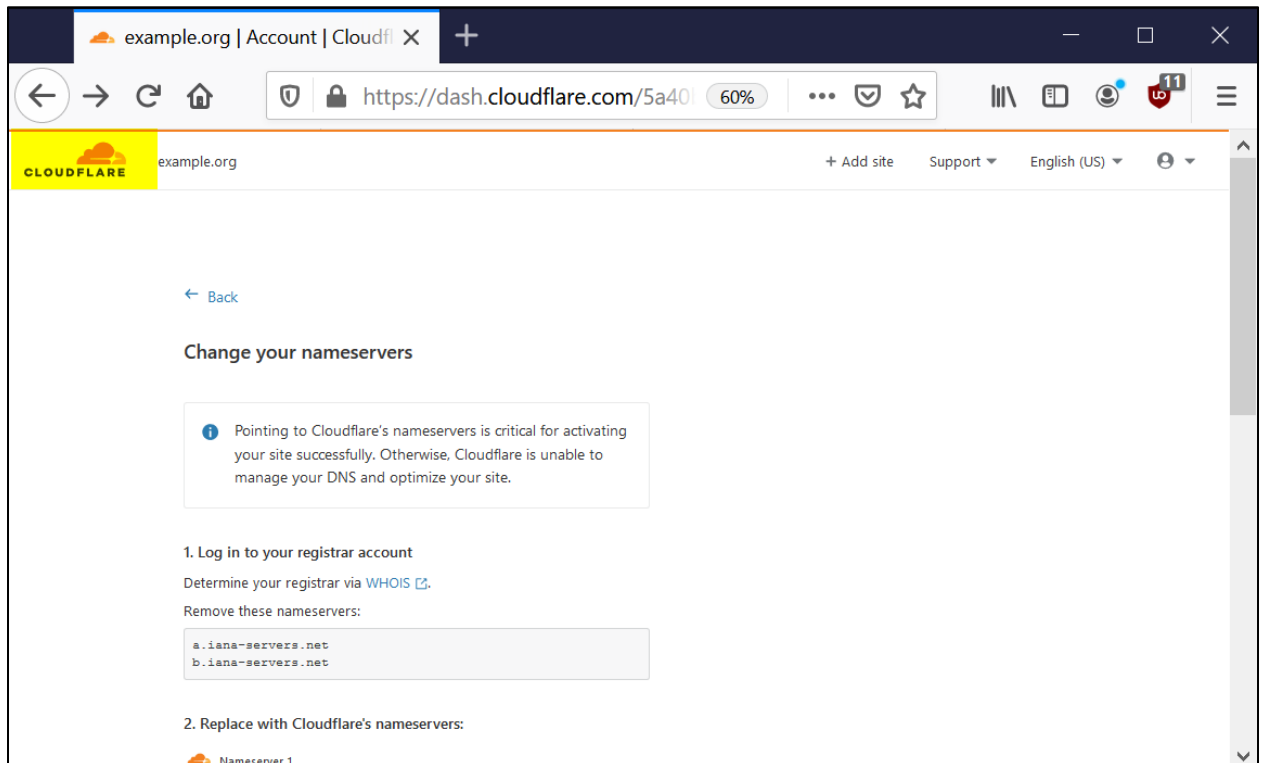 example.org | Account | Cloudfl
https://dash.cloudflare.com/5a40 60%
11
CLOUDFLARE example.org + Add site Support English (US)
← Back
Change your nameservers
Pointing to Cloudflare's nameservers is critical for activating
your site successfully. Otherwise, Cloudflare is unable to
manage your DNS and optimize your site.
1. Log in to your registrar account
Determine your registrar via WHOIS.
Remove these nameservers:
a.iana-servers.net
b.iana-servers.net
2. Replace with Cloudflare's nameservers:
Nameserver 1